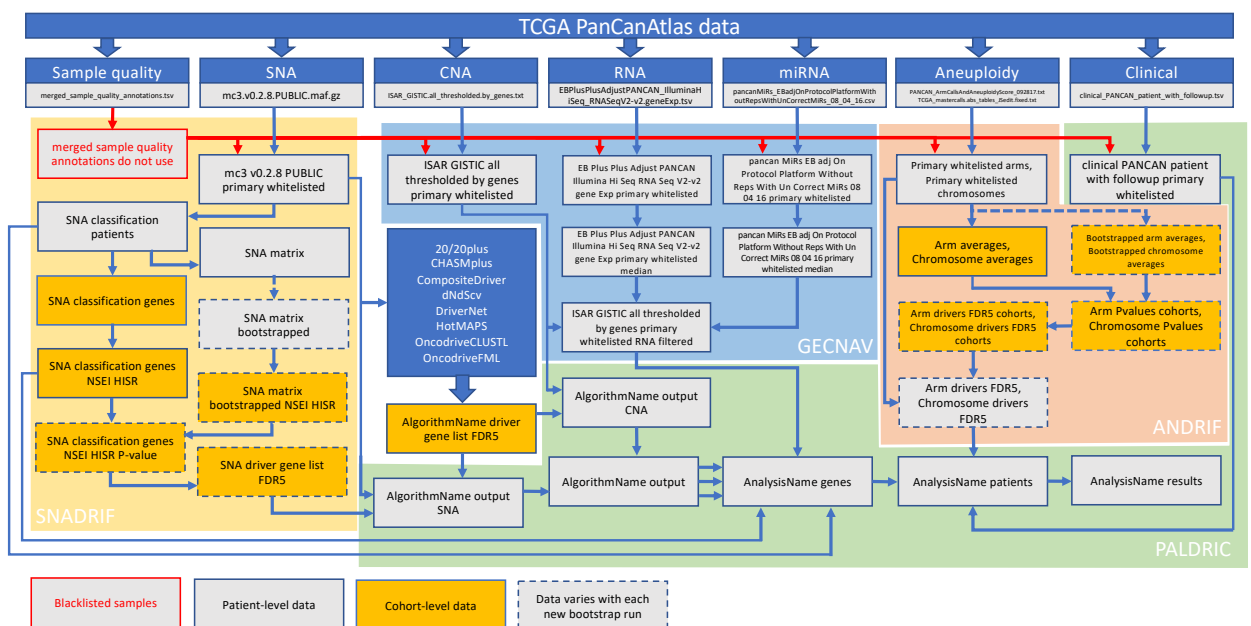 TCGA PanCanAtlas data
Sample quality
merged_sample_quality_annotations.tsv
SNA
mc3.v0.2.8.PUBLIC.maf.gz
CNA
ISAR_GISTIC.all_thresholded.by_genes.txt
RNA
EBPlusPlusAdjustPANCAN_IlluminaH
iSeq_RNASeqV2-v2.geneExp.tsv
miRNA
pancanMiRs_EBadjOnProtocolPlatformWith
outRepsWithUnCorrectMiRs_08_04_16.csv
Aneuploidy
PANCAN_ArmCallsAndAneuploidyScore_092817.txt
TCGA_mastercalls.abs_tables_JSedit.fixed.txt
Clinical
clinical_PANCAN_patient_with_followup.tsv
merged sample quality
annotations do not use
mc3 v0.2.8 PUBLIC
primary whitelisted
ISAR GISTIC all
thresholded by genes
primary whitelisted
EB Plus Plus Adjust PANCAN
Illumina Hi Seq RNA Seq V2-v2
gene Exp primary whitelisted
pancan MiRs EB adj On
Protocol Platform Without
Reps With Un Correct MiRs 08
04 16 primary whitelisted
Primary whitelisted arms,
Primary whitelisted
chromosomes
clinical PANCAN patient
with followup primary
whitelisted
SNA classification
patients
SNA matrix
20/20plus
CHASMplus
CompositeDriver
dNdScv
DriverNet
HotMAPS
OncodriveCLUSTL
OncodriveFML
EB Plus Plus Adjust PANCAN
Illumina Hi Seq RNA Seq V2-v2
gene Exp primary whitelisted
median
pancan MiRs EB adj On Protocol
Platform Without Reps With Un
Correct MiRs 08 04 16 primary
whitelisted median
Arm averages,
Chromosome averages
Bootstrapped arm averages,
Bootstrapped chromosome
averages
SNA classification genes
SNA matrix
bootstrapped
ISAR GISTIC all thresholded
by genes primary
whitelisted RNA filtered
GECNAV
Arm drivers FDR5 cohorts,
Chromosome drivers FDR5
cohorts
Arm Pvalues cohorts,
Chromosome Pvalues
cohorts
SNA classification genes
NSEI HISR
SNA matrix
bootstrapped NSEI HISR
AlgorithmName output
CNA
Arm drivers FDR5,
Chromosome drivers
FDR5
ANDRIF
SNA classification genes
NSEI HISR P-value
AlgorithmName driver
gene list FDR5
SNA driver gene list
FDR5
AlgorithmName output
SNA
AlgorithmName output
AnalysisName genes
AnalysisName patients
AnalysisName results
SNADRIF
PALDRIC
Blacklisted samples
Patient-level data
Cohort-level data
Data varies with each
new bootstrap run